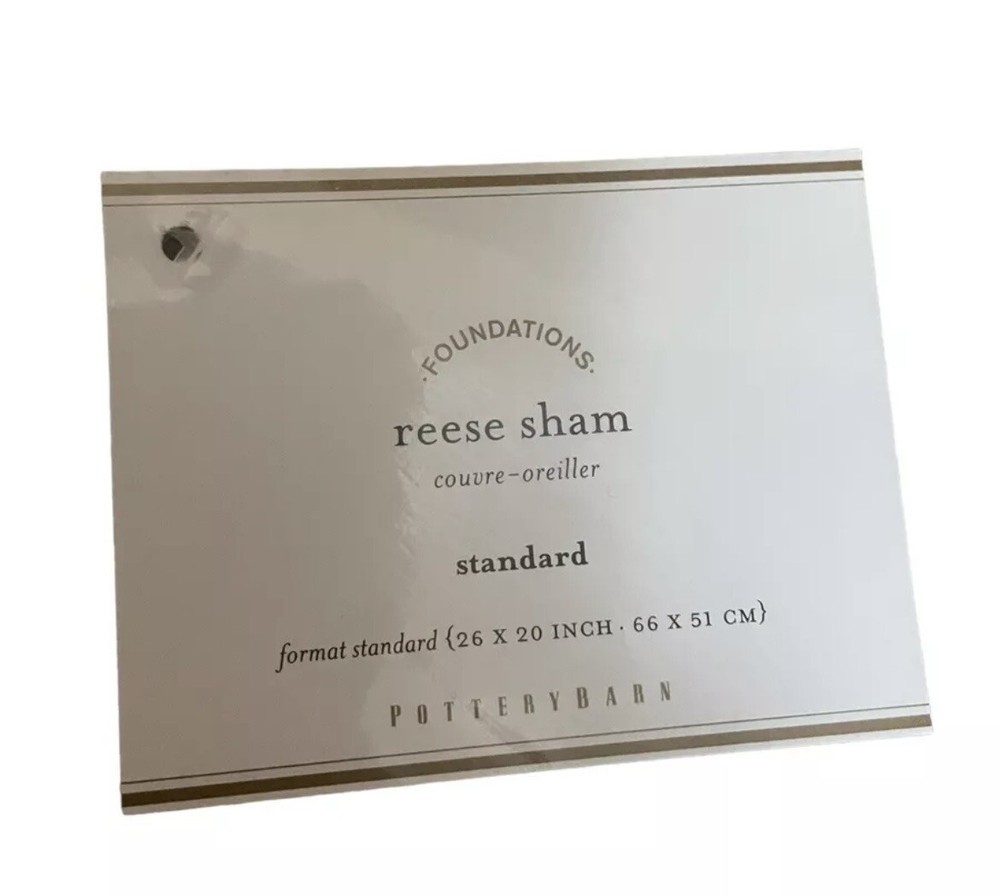 ·FOUNDATIONS·
reese sham
couvre-oreiller
standard
format standard {26 X 20 INCH · 66 X 51 CM}
POTTERYBARN